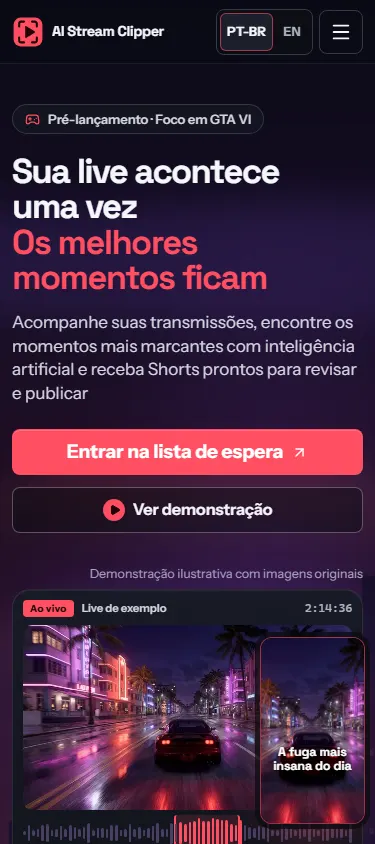 AI Stream Clipper
PT-BR
EN
Pré-lançamento · Foco em GTA VI
Sua live acontece
uma vez
Os melhores
momentos ficam
Acompanhe suas transmissões, encontre os
momentos mais marcantes com inteligência
artificial e receba Shorts prontos para revisar
e publicar
Entrar na lista de espera
Ver demonstração
Demonstração ilustrativa com imagens originais
Ao vivo
Live de exemplo
2:14:36
A fuga mais
insana do dia